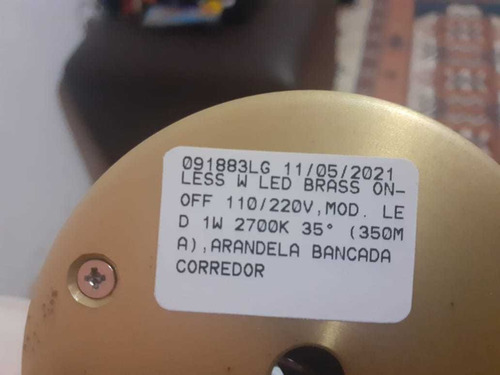 091883LG 11/05/2021
LESS W LED BRASS ON-
OFF 110/220V,MOD. LE
D 1W 2700K 35° (350M
A),ARANDELA BANCADA
CORREDOR